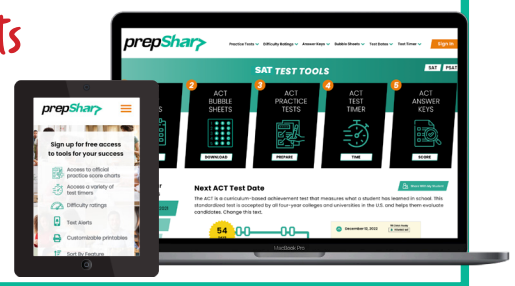 ts
prepSharp
Practice Tests
Difficulty Ratings
Answer Keys
Bubble Sheets
Test Dates
Test Timer
Sign In
SAT TEST TOOLS
SAT
PSAT
S
2
ACT
BUBBLE
SHEETS
DOWNLOAD
3
ACT
PRACTICE
TESTS
PREPARE
4
ACT
TEST
TIMER
TIME
5
ACT
ANSWER
KEYS
SCORE
Next ACT Test Date
The ACT is a curriculum-based achievement test that measures what a student has learned in school. This
standardized test is accepted by all four-year colleges and universities in the U.S. and helps them evaluate
candidates. Change this text.
54
December 10, 2022
MacBook Pro
prepSharp
Sign up for free access
to tools for your success
Access to official
practice score charts
Access a variety of
test timers
Difficulty ratings
Test Alerts
Customizable printables
Sort By Feature